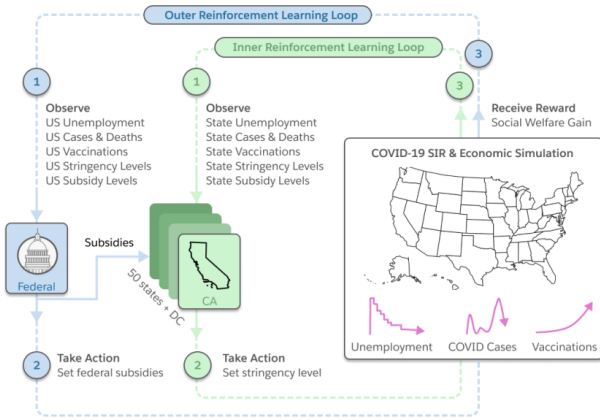 Outer Reinforcement Learning Loop
Inner Reinforcement Learning Loop
1
Observe
US Unemployment
US Cases & Deaths
US Vaccinations
US Stringency Levels
US Subsidy Levels
1
Observe
State Unemployment
State Cases & Deaths
State Vaccinations
State Stringency Levels
State Subsidy Levels
3
3
Receive Reward
Social Welfare Gain
COVID-19 SIR & Economic Simulation
Unemployment
COVID Cases
Vaccinations
Federal
Subsidies
50 states + DC
CA
2
Take Action
Set federal subsidies
2
Take Action
Set stringency level